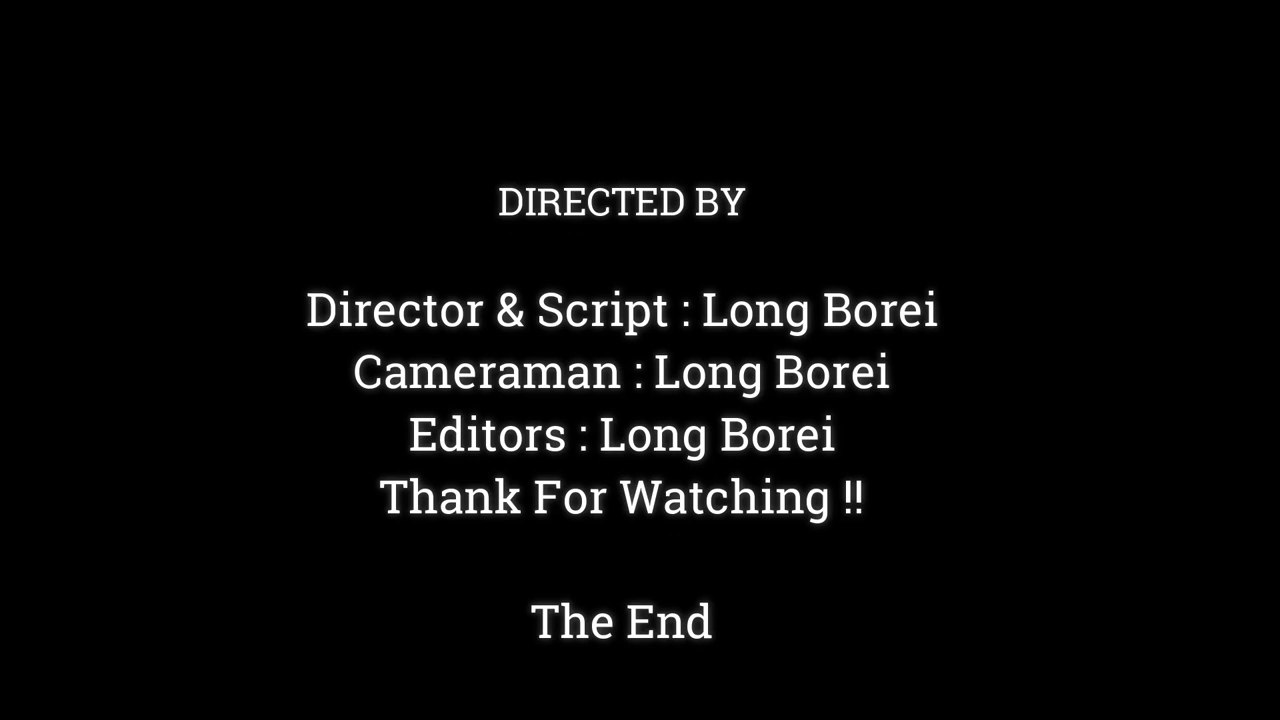 DIRECTED BY
Director & Script : Long Borei
Cameraman : Long Borei
Editors : Long Borei
Thank For Watching !!
The End